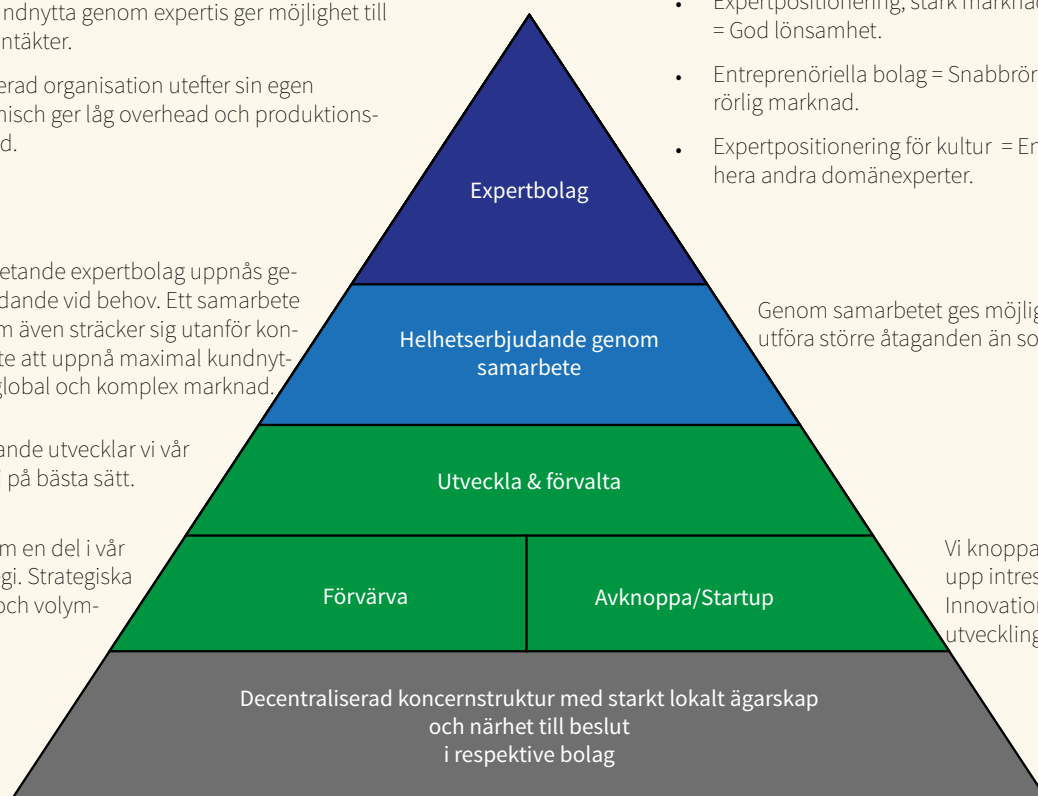 ndnytta genom expertis ger möjlighet till
ntäkter.
erad organisation utefter sin egen
nisch ger låg overhead och produktions-
d.
• Expertpositionering, stark marknad
= God lönsamhet.
• Entreprenöriella bolag = Snabbrör
rörlig marknad.
• Expertpositionering för kultur = En
hera andra domänexperter.
Expertbolag
etande expertbolag uppnås ge-
dande vid behov. Ett samarbete
m även sträcker sig utanför kon-
te att uppnå maximal kundnyt-
global och komplex marknad.
Helhetserbjudande genom
samarbete
Genom samarbetet ges möjlig
utföra större åtaganden än so
ande utvecklar vi vår
på bästa sätt.
Utveckla & förvalta
m en del i vår
gi. Strategiska
och volym-
Förvärva
Avknoppa/Startup
Vi knoppa
upp intres
Innovation
utveckling
Decentraliserad koncernstruktur med starkt lokalt ägarskap
och närhet till beslut
i respektive bolag